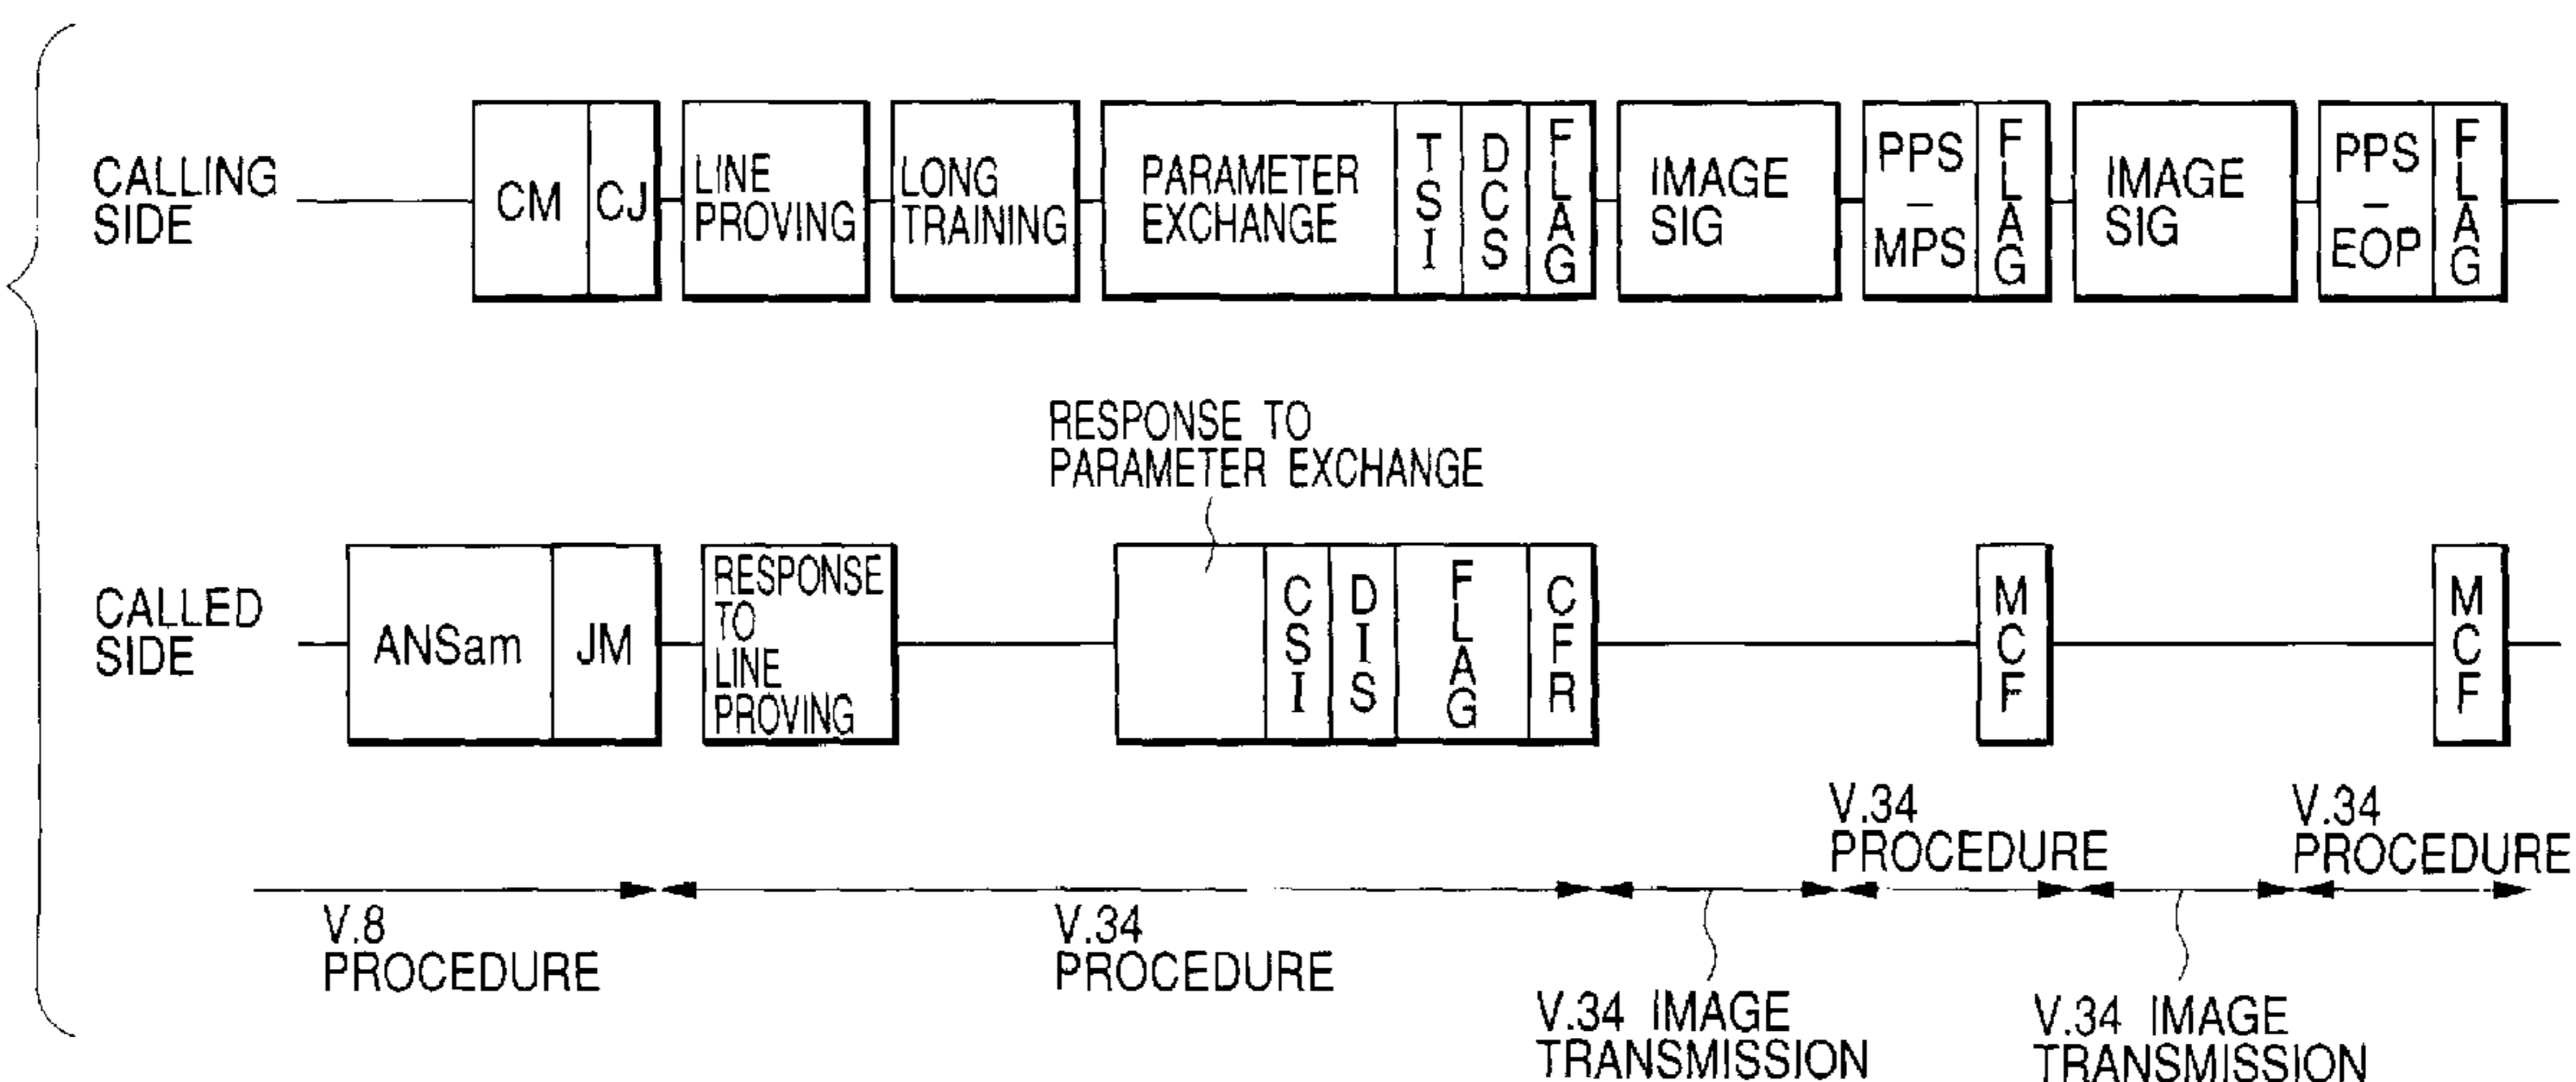 CALLING
SIDE
CM
CJ
LINE
PROVING
LONG
TRAINING
PARAMETER
EXCHANGE
TSI
DCS
FLAG
IMAGE
SIG
PPS
-
MPS
FLAG
IMAGE
SIG
PPS
-
EOP
FLAG
RESPONSE TO
PARAMETER EXCHANGE
CALLED
SIDE
ANSam
JM
RESPONSE
TO
LINE
PROVING
CSI
DIS
FLAG
CFR
MCF
MCF
V.8
PROCEDURE
V.34
PROCEDURE
V.34 IMAGE
TRANSMISSION
V.34
PROCEDURE
V.34 IMAGE
TRANSMISSION
V.34
PROCEDURE